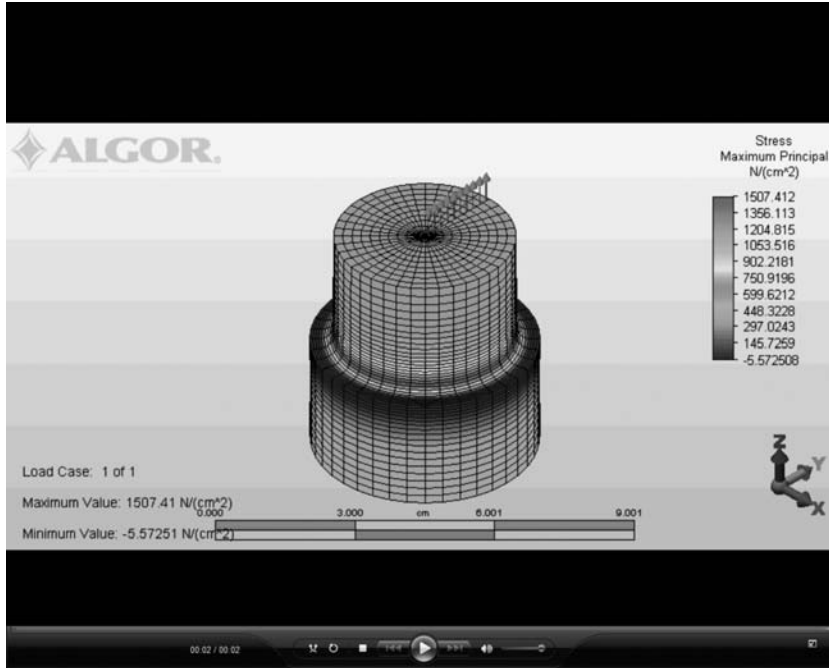 ALGOR.
Stress
Maximum Principal
N/(cm^2)
1507.412
1356.113
1204.815
1053.516
902.2181
750.9196
599.6212
448.3228
297.0243
145.7259
-5.572508
Load Case: 1 of 1
Maximum Value: 1507.41 N/(cm^2)
Minimum Value: -5.57251 N/(cm^2)
0.000 3.000 cm 6.001 9.001
Z
Y
X
00:02 / 00:02